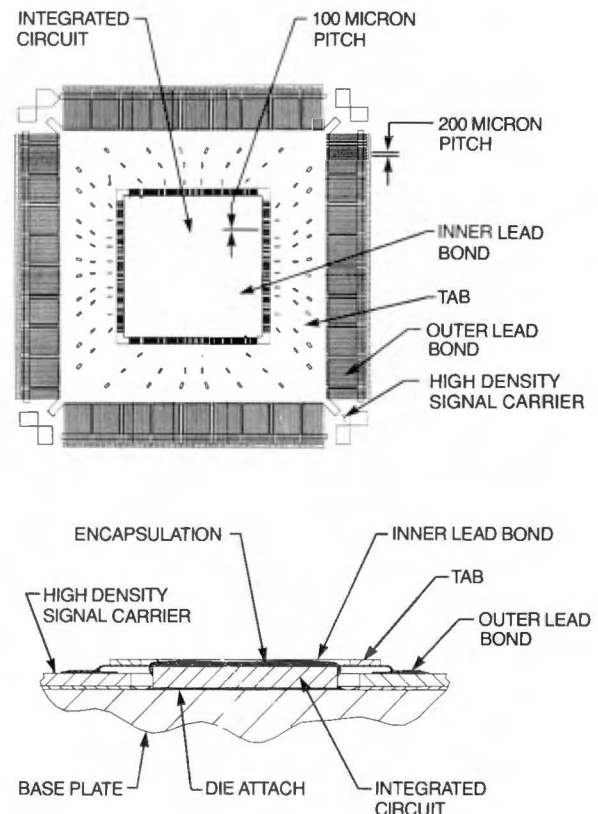 INTEGRATED
CIRCUIT
100 MICRON
PITCH
200 MICRON
PITCH
INNER LEAD
BOND
TAB
OUTER LEAD
BOND
HIGH DENSITY
SIGNAL CARRIER
ENCAPSULATION
INNER LEAD BOND
TAB
HIGH DENSITY
SIGNAL CARRIER
OUTER LEAD
BOND
BASE PLATE
DIE ATTACH
INTEGRATED
CIRCUIT